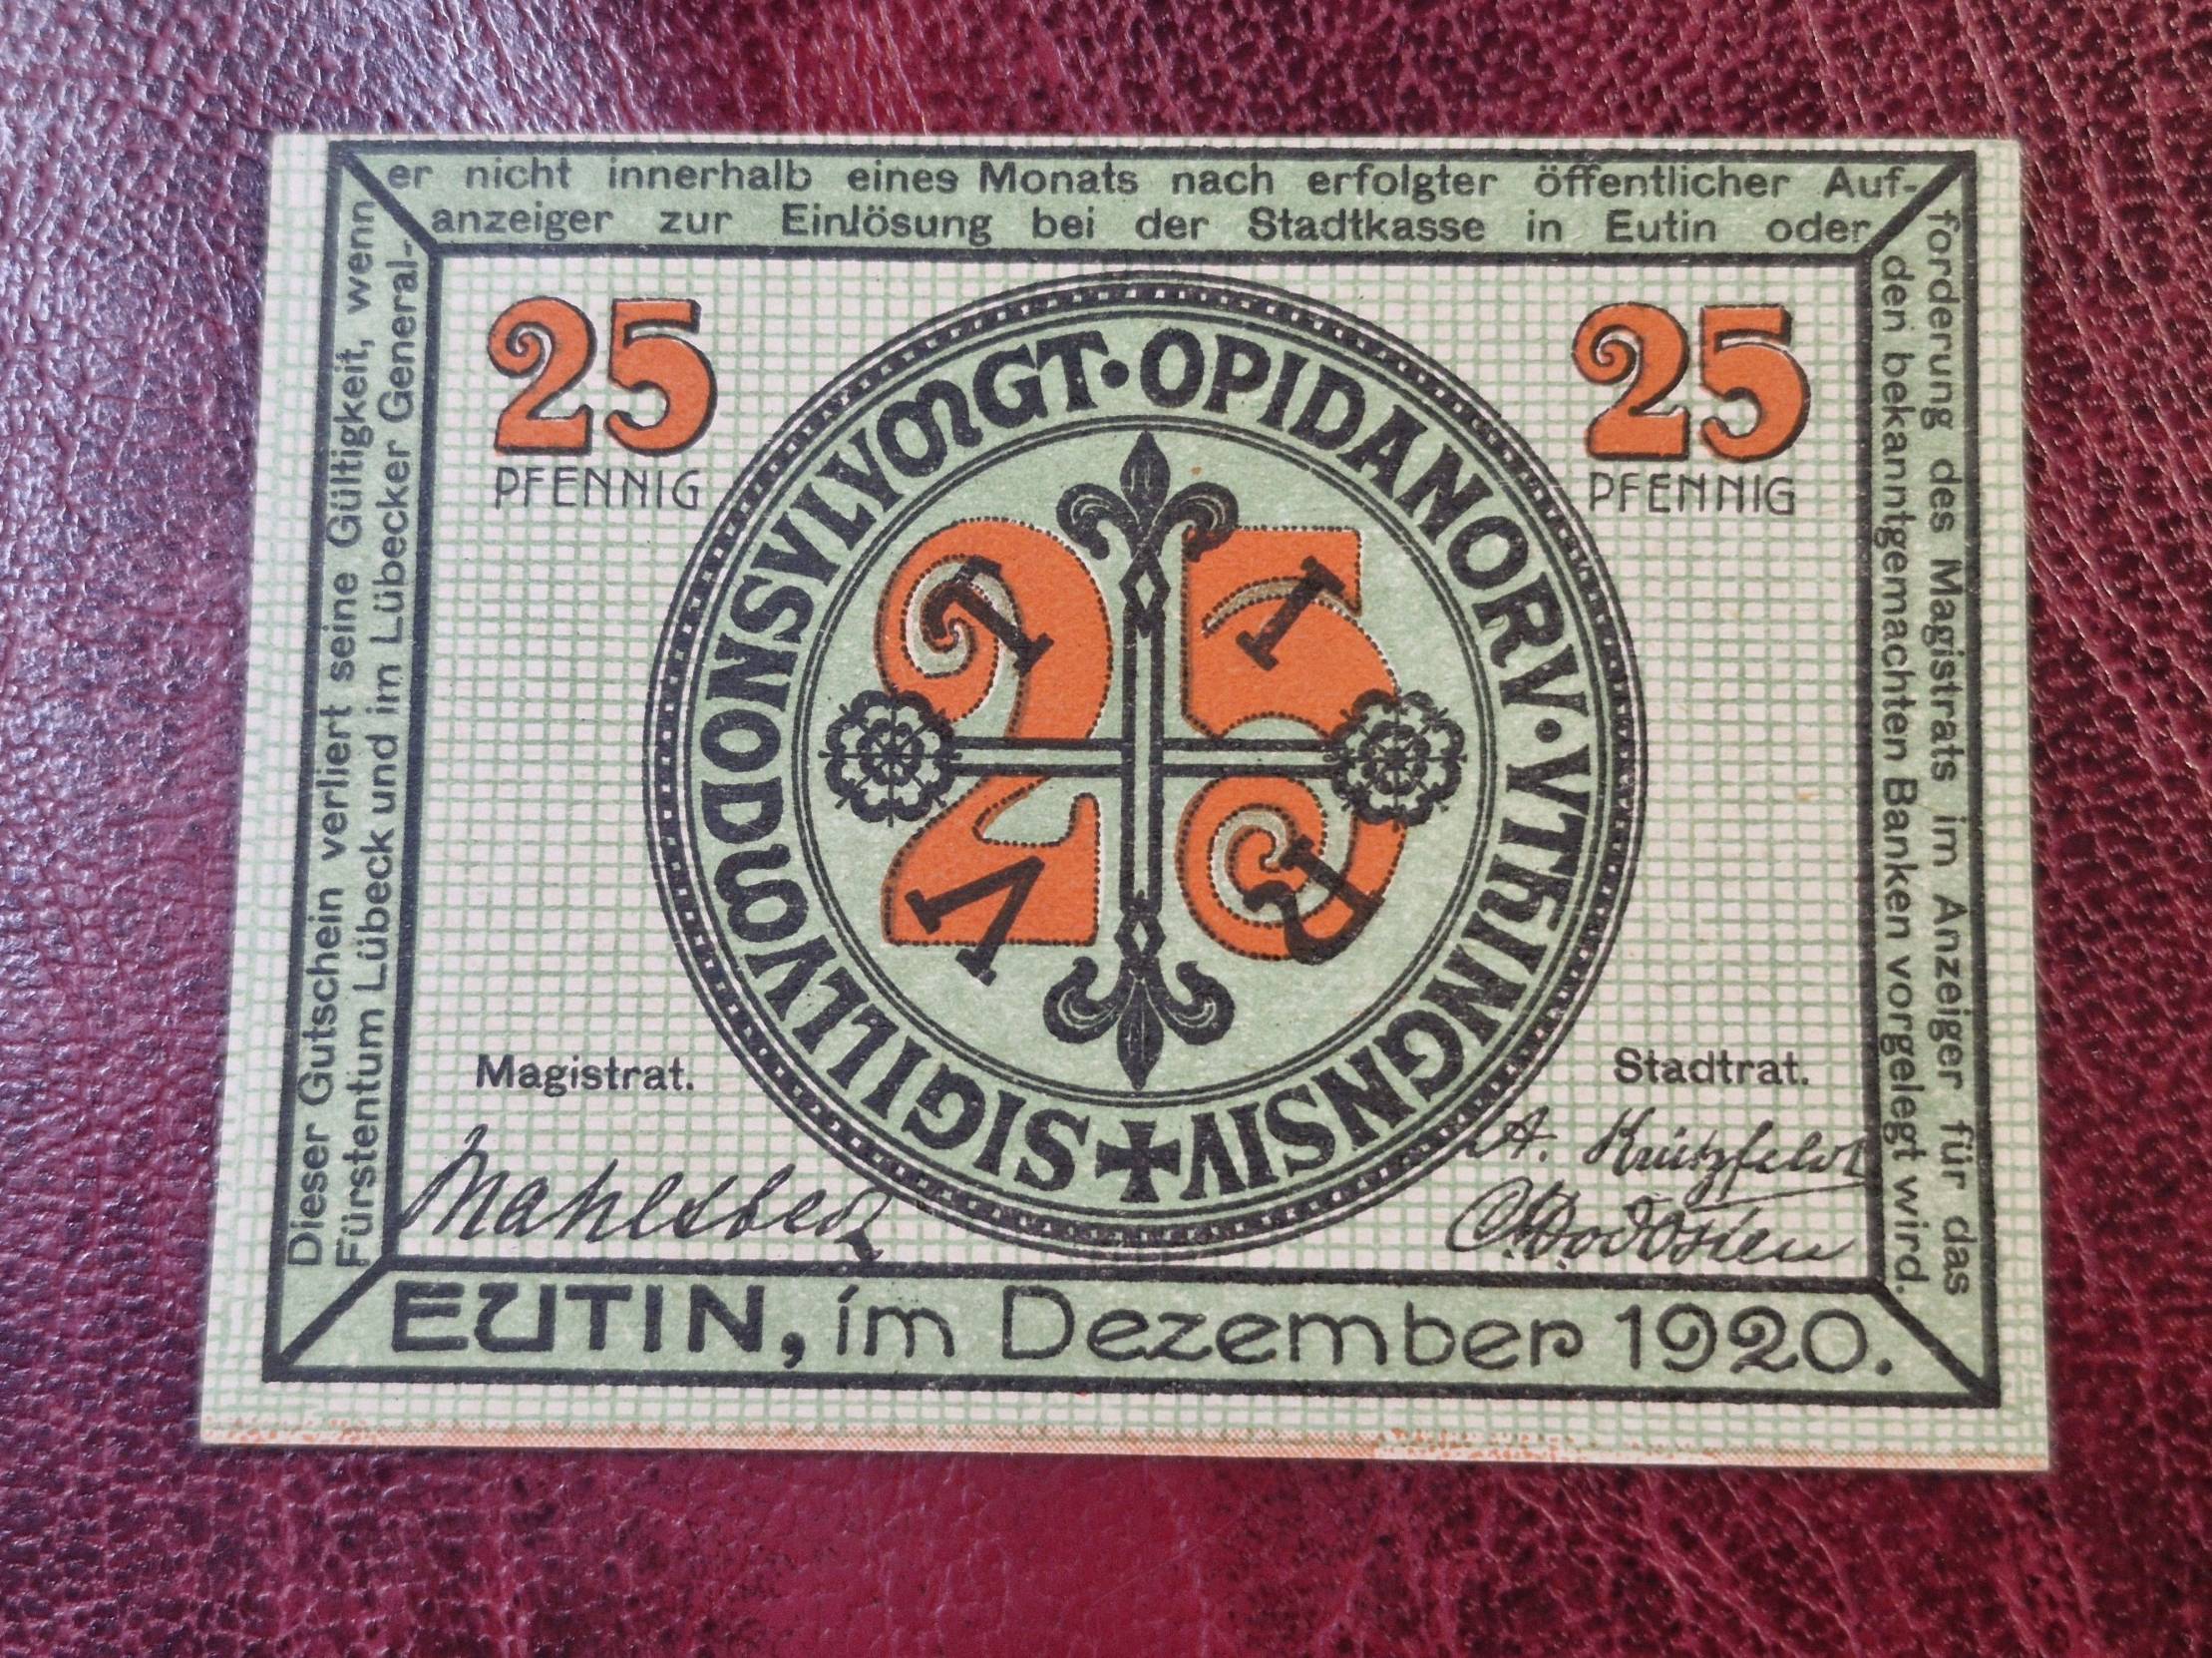 Dieser Gutschein verliert seine Gültigkeit, wenn
er nicht innerhalb eines Monats nach erfolgter öffentlicher Auf-
forderung des Magistrats im Anzeiger für das
Fürstentum Lübeck und im Lübecker General-
anzeiger zur Einlösung bei der Stadtkasse in Eutin oder
den bekanntgemachten Banken vorgelegt wird.
25
PFENNIG
25
PFENNIG
OPIDANORV · VTHINGNSIV
25
Magistrat.
Stadtrat.
EUTIN, im Dezember 1920.